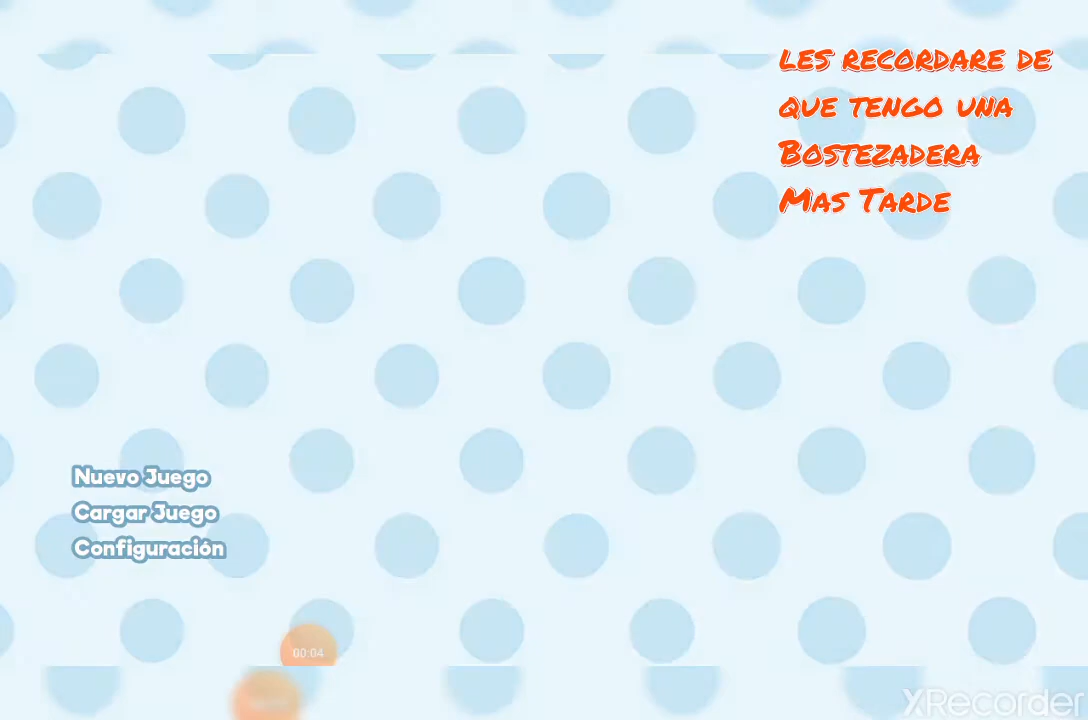 LES RECORDARE DE
QUE TENGO UNA
BOSTEZADERA
MAS TARDE
Nuevo Juego
Cargar Juego
Configuración
00:04
XRecorder